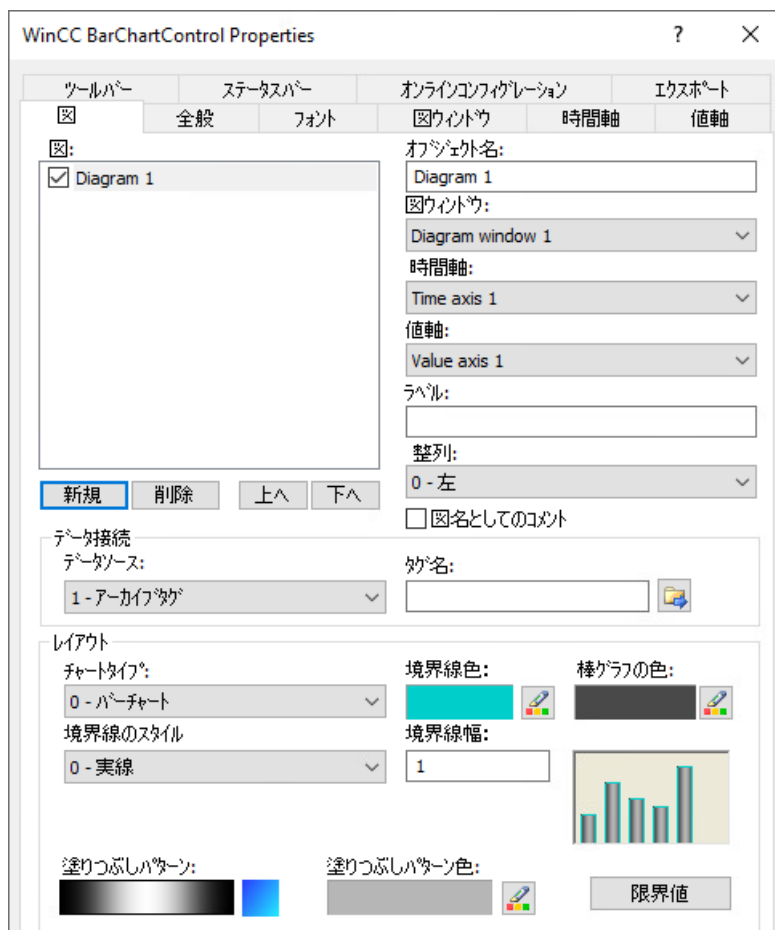 WinCC BarChartControl Properties
?
ツールバー ステータスバー オンラインコンフィグレーション エクスポート
図 全般 フォント 図ウィンドウ 時間軸 値軸
図:
Diagram 1
オブジェクト名:
Diagram 1
図ウィンドウ:
Diagram window 1
時間軸:
Time axis 1
値軸:
Value axis 1
ラベル:
整列:
0 - 左
図名としてのコメント
新規 削除 上へ 下へ
データ接続
データソース:
1 - アーカイブタグ
タグ名:
レイアウト
チャートタイプ:
0 - バーチャート
境界線色:
棒グラフの色:
境界線のスタイル
0 - 実線
境界線幅:
1
塗りつぶしパターン:
塗りつぶしパターン色:
限界値